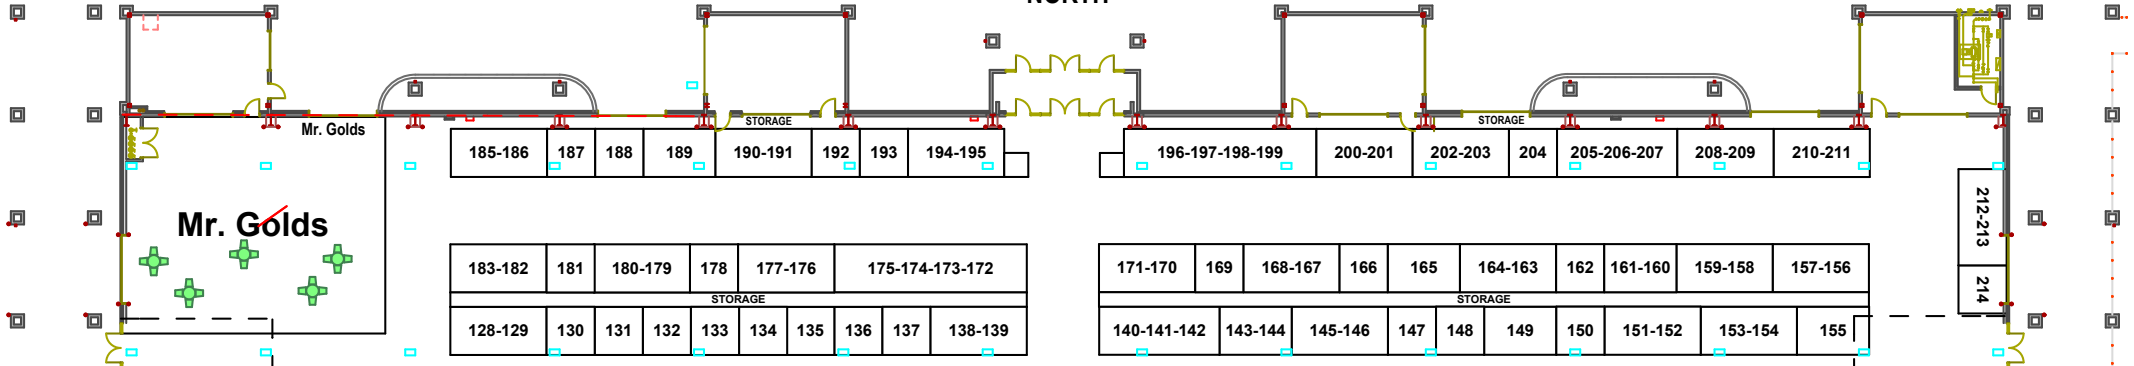 NORTH
STORAGE
STORAGE
Mr. Golds
185-186 187 188 189 190-191 192 193 194-195
196-197-198-199 200-201 202-203 204 205-206-207 208-209 210-211
212-213
Mr. Golds
183-182 181 180-179 178 177-176 175-174-173-172
171-170 169 168-167 166 165 164-163 162 161-160 159-158 157-156
214
STORAGE
STORAGE
128-129 130 131 132 133 134 135 136 137 138-139
140-141-142 143-144 145-146 147 148 149 150 151-152 153-154 155